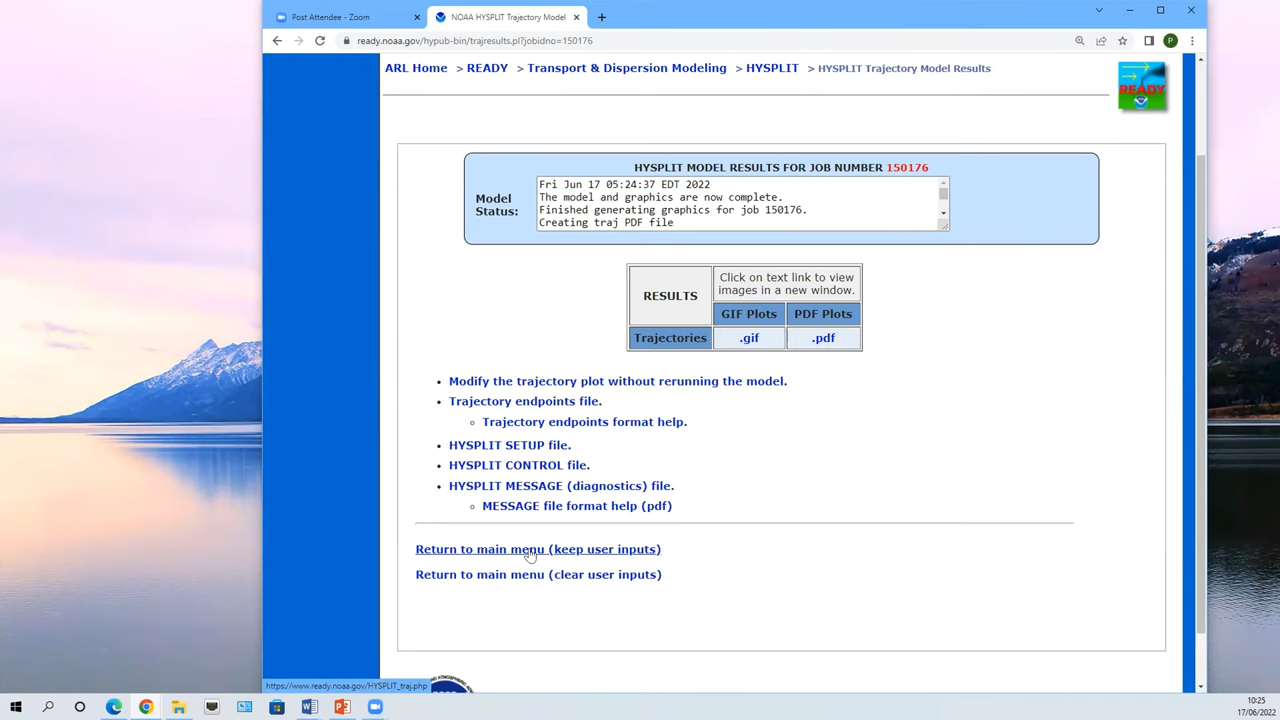 Post Attendee - Zoom
NOAA HYSPLIT Trajectory Model
ready.noaa.gov/hypub-bin/trajresults.pl?jobidno=150176
P
ARL Home > READY > Transport & Dispersion Modeling > HYSPLIT > HYSPLIT Trajectory Model Results
READY
HYSPLIT MODEL RESULTS FOR JOB NUMBER 150176
Model Status:
Fri Jun 17 05:24:37 EDT 2022
The model and graphics are now complete.
Finished generating graphics for job 150176.
Creating traj PDF file
RESULTS
Click on text link to view
images in a new window.
GIF Plots PDF Plots
Trajectories .gif .pdf
Modify the trajectory plot without rerunning the model.
Trajectory endpoints file.
Trajectory endpoints format help.
HYSPLIT SETUP file.
HYSPLIT CONTROL file.
HYSPLIT MESSAGE (diagnostics) file.
MESSAGE file format help (pdf)
Return to main menu (keep user inputs)
Return to main menu (clear user inputs)
https://www.ready.noaa.gov/HYSPLIT_traj.php
10:25
17/06/2022